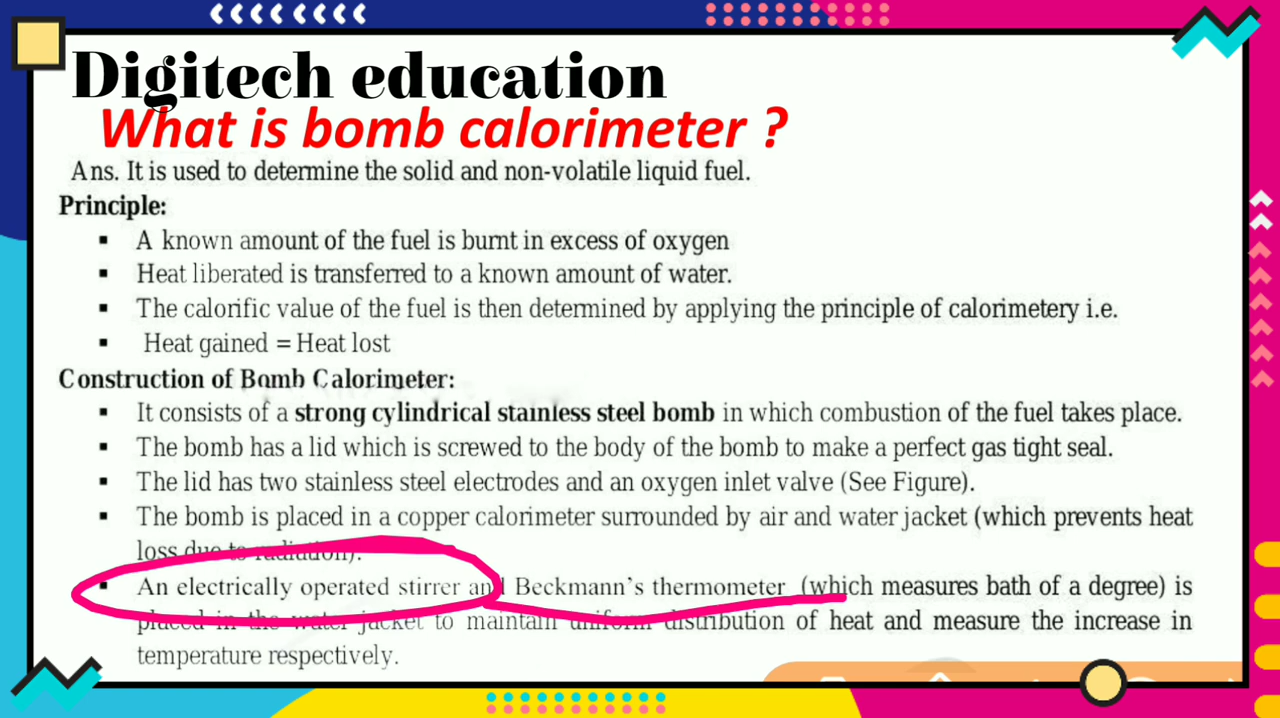 Digitech education
What is bomb calorimeter ?
Ans. It is used to determine the solid and non-volatile liquid fuel.
Principle:
▪ A known amount of the fuel is burnt in excess of oxygen
▪ Heat liberated is transferred to a known amount of water.
▪ The calorific value of the fuel is then determined by applying the principle of calorimetery i.e.
▪ Heat gained = Heat lost
Construction of Bomb Calorimeter:
▪ It consists of a strong cylindrical stainless steel bomb in which combustion of the fuel takes place.
▪ The bomb has a lid which is screwed to the body of the bomb to make a perfect gas tight seal.
▪ The lid has two stainless steel electrodes and an oxygen inlet valve (See Figure).
▪ The bomb is placed in a copper calorimeter surrounded by air and water jacket (which prevents heat
loss due to radiation).
▪ An electrically operated stirrer and Beckmann's thermometer (which measures bath of a degree) is
placed in the water jacket to maintain uniform distribution of heat and measure the increase in
temperature respectively.